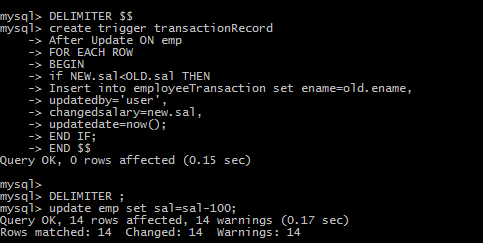 mysql> DELIMITER $$
mysql> create trigger transactionRecord
    -> After Update ON emp
    -> FOR EACH ROW
    -> BEGIN
    -> if NEW.sal<OLD.sal THEN
    -> Insert into employeeTransaction set ename=old.ename,
    -> updatedby='user',
    -> changedsalary=new.sal,
    -> updatedate=now();
    -> END IF;
    -> END $$
Query OK, 0 rows affected (0.15 sec)
mysql>
mysql> DELIMITER ;
mysql> update emp set sal=sal-100;
Query OK, 14 rows affected, 14 warnings (0.17 sec)
Rows matched: 14  Changed: 14  Warnings: 14